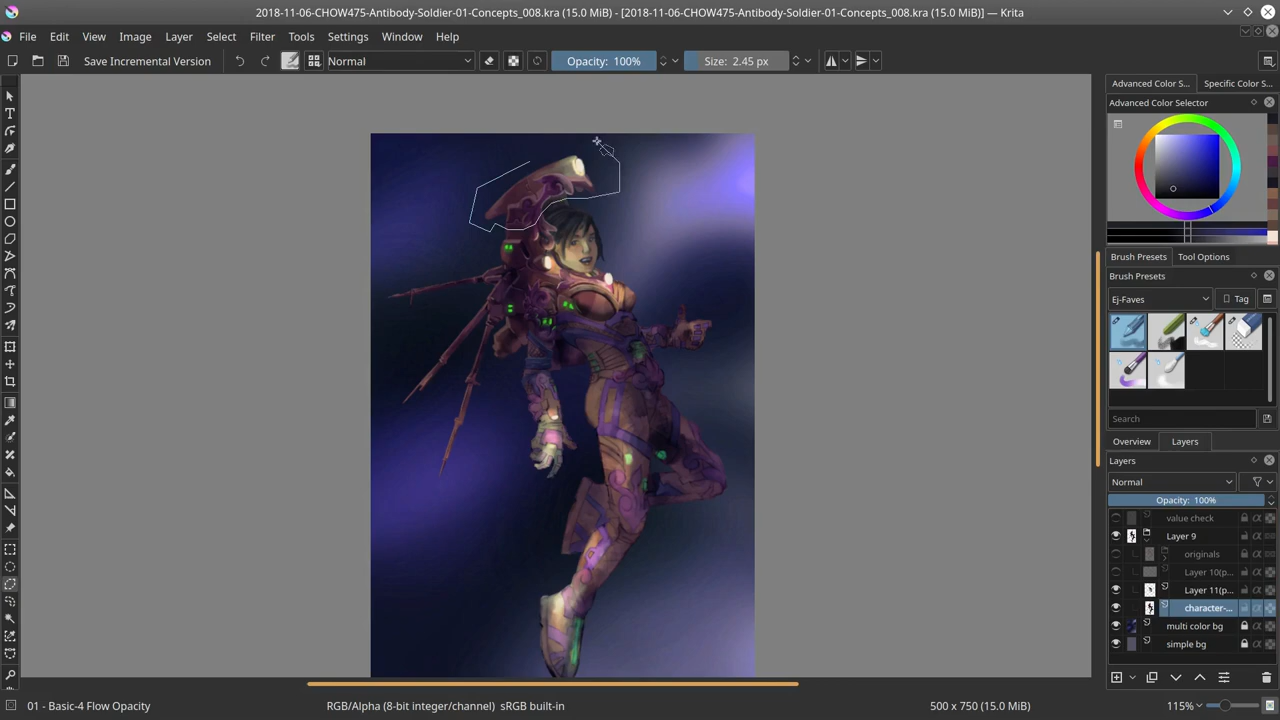 2018-11-06-CHOW475-Antibody-Soldier-01-Concepts_008.kra (15.0 MiB) - [2018-11-06-CHOW475-Antibody-Soldier-01-Concepts_008.kra (15.0 MiB)] — Krita
File Edit View Image Layer Select Filter Tools Settings Window Help
Save Incremental Version Normal Opacity: 100% Size: 2.45 px
Advanced Color S... Specific Color S...
Advanced Color Selector
Brush Presets Tool Options
Brush Presets
Ej-Faves Tag
Search
Overview Layers
Layers
Normal
Opacity: 100%
value check
Layer 9
originals
Layer 10(p...
Layer 11(p...
character-...
multi color bg
simple bg
01 - Basic-4 Flow Opacity RGB/Alpha (8-bit integer/channel) sRGB built-in 500 x 750 (15.0 MiB) 115%